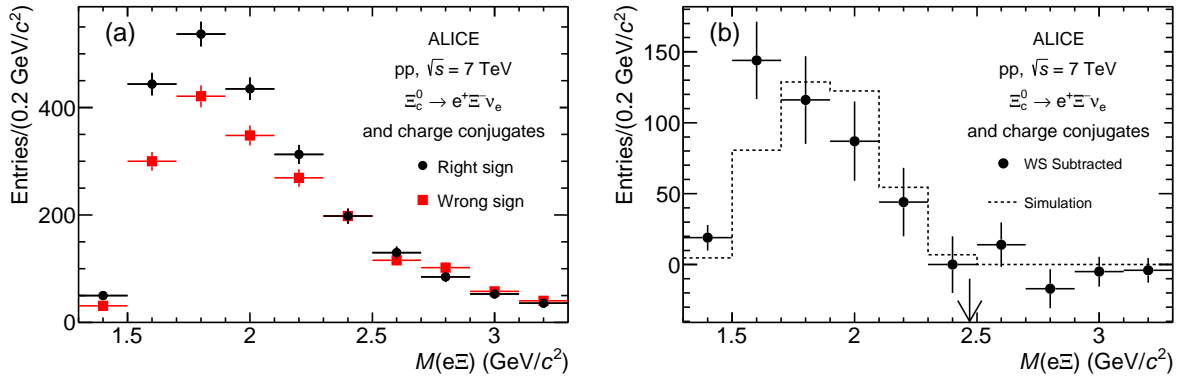 Entries/(0.2 GeV/c²)
(a)
ALICE
pp, √s = 7 TeV
Ξc⁰ → e⁺Ξ⁻νe
and charge conjugates
Right sign
Wrong sign
0
200
400
1.5
2
2.5
3
M(eΞ) (GeV/c²)
Entries/(0.2 GeV/c²)
(b)
ALICE
pp, √s = 7 TeV
Ξc⁰ → e⁺Ξ⁻νe
and charge conjugates
WS Subtracted
Simulation
150
100
50
0
1.5
2
2.5
3
M(eΞ) (GeV/c²)